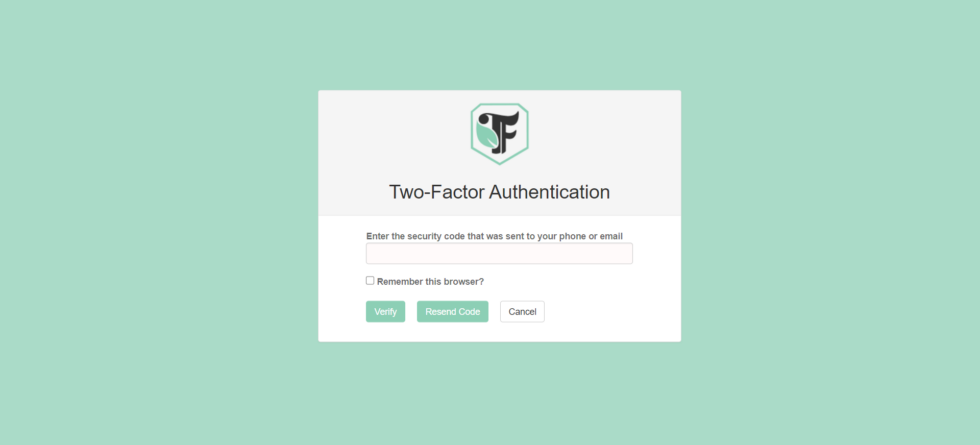 F
Two-Factor Authentication
Enter the security code that was sent to your phone or email
Remember this browser?
Verify Resend Code Cancel